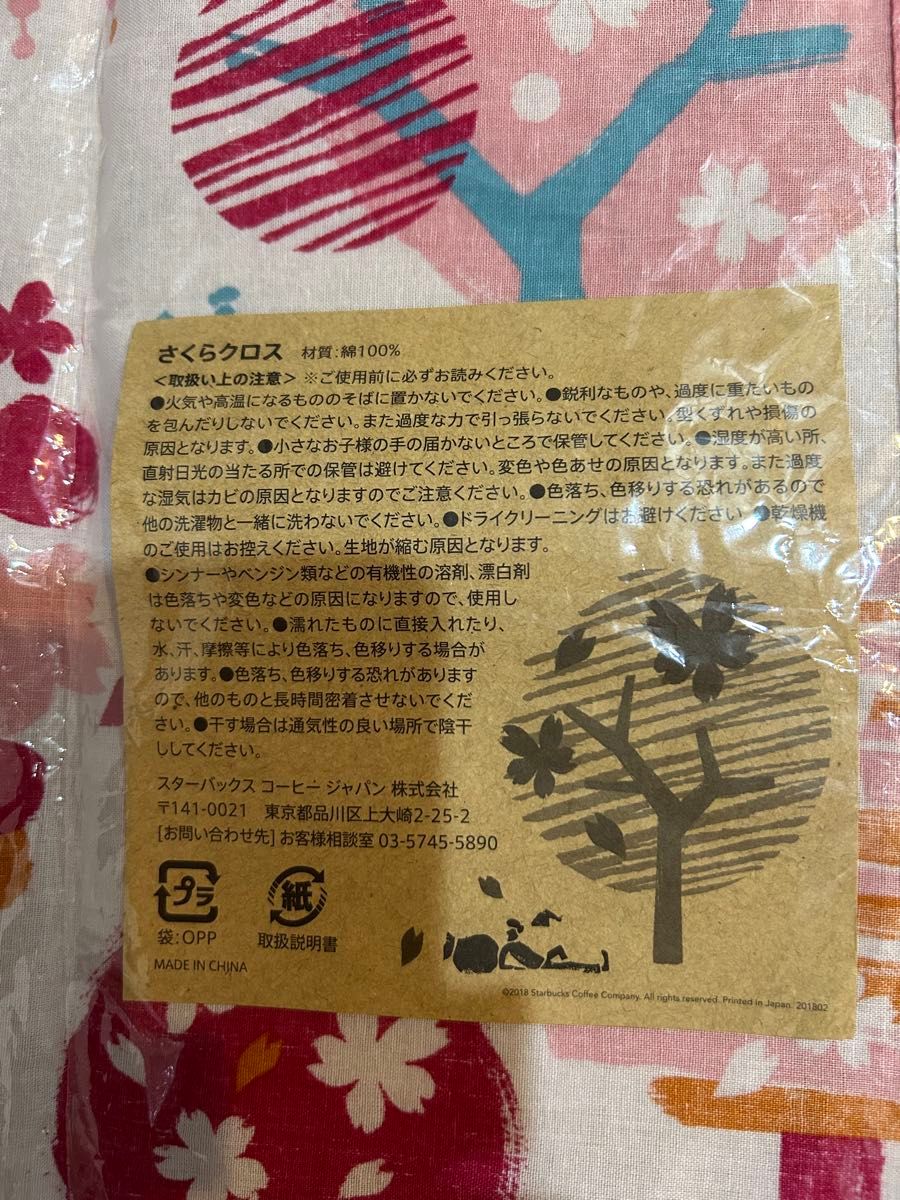 さくらクロス 材質:綿100%
<取扱い上の注意> ※ご使用前に必ずお読みください。
●火気や高温になるもののそばに置かないでください。●鋭利なものや、過度に重たいもの
を包んだりしないでください。また過度な力で引っ張らないでください。型くずれや損傷の
原因となります。●小さなお子様の手の届かないところで保管してください。●湿度が高い所、
直射日光の当たる所での保管は避けてください。変色や色あせの原因となります。また過度
な湿気はカビの原因となりますのでご注意ください。●色落ち、色移りする恐れがあるので
他の洗濯物と一緒に洗わないでください。●ドライクリーニングはお避けください。●乾燥機
のご使用はお控えください。生地が縮む原因となります。
●シンナーやベンジン類などの有機性の溶剤、漂白剤
は色落ちや変色などの原因になりますので、使用し
ないでください。●濡れたものに直接入れたり、
水、汗、摩擦等により色落ち、色移りする場合が
あります。●色落ち、色移りする恐れがあります
ので、他のものと長時間密着させないでくだ
さい。●干す場合は通気性の良い場所で陰干
ししてください。
スターバックス コーヒー ジャパン 株式会社
〒141-0021 東京都品川区上大崎2-25-2
[お問い合わせ先] お客様相談室 03-5745-5890
プラ 紙
袋:OPP 取扱説明書
MADE IN CHINA
©2018 Starbucks Coffee Company. All rights reserved. Printed in Japan. 201802